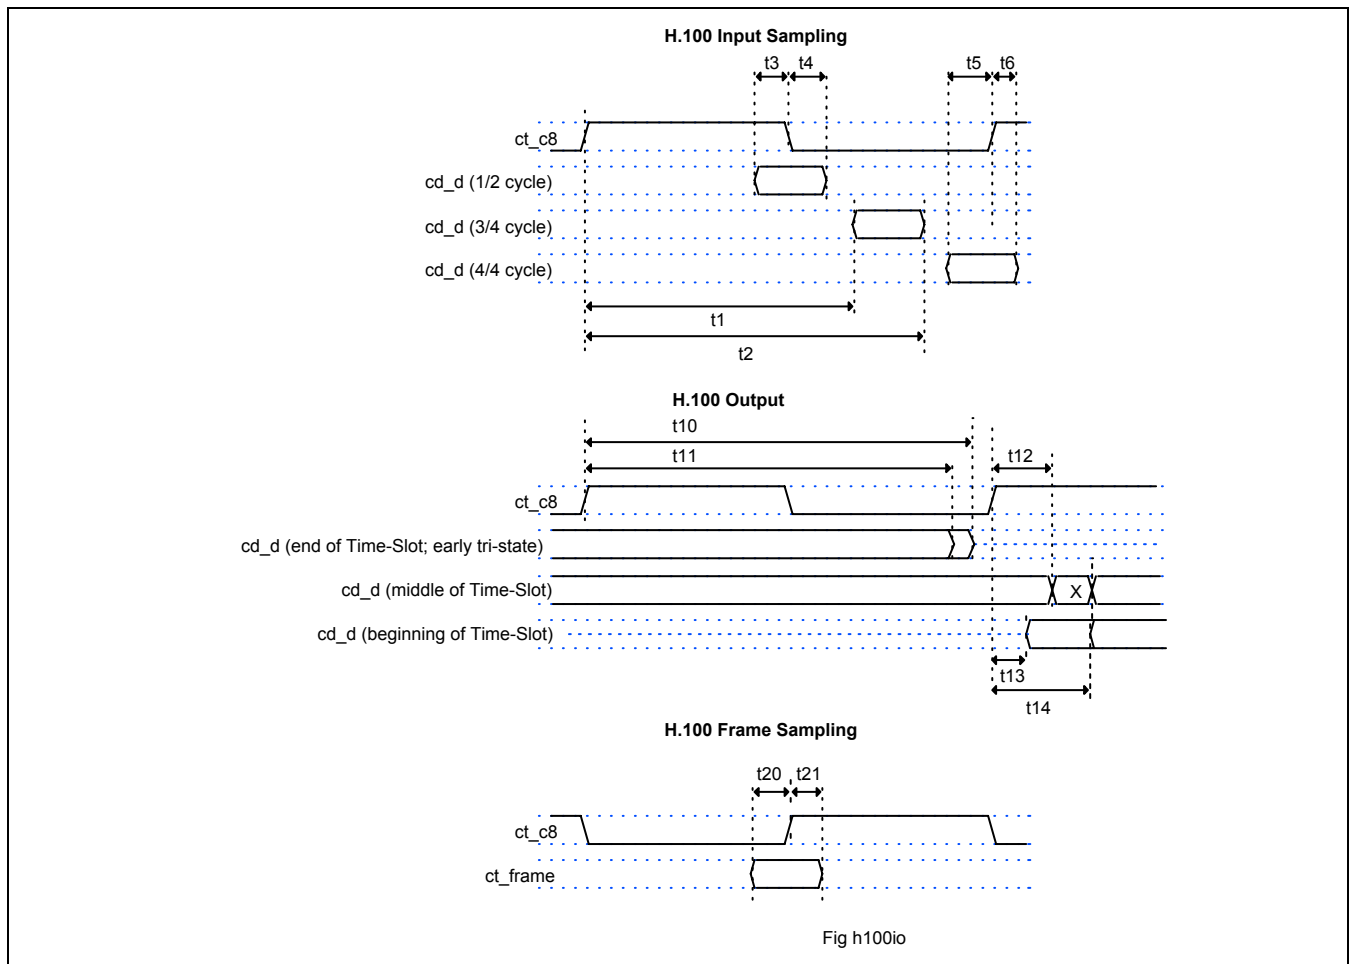 H.100 Input Sampling
t3 t4 t5 t6
ct_c8
cd_d (1/2 cycle)
cd_d (3/4 cycle)
cd_d (4/4 cycle)
t1
t2
H.100 Output
t10
t11 t12
ct_c8
cd_d (end of Time-Slot; early tri-state)
cd_d (middle of Time-Slot) X
cd_d (beginning of Time-Slot)
t13
t14
H.100 Frame Sampling
t20 t21
ct_c8
ct_frame
Fig h100io